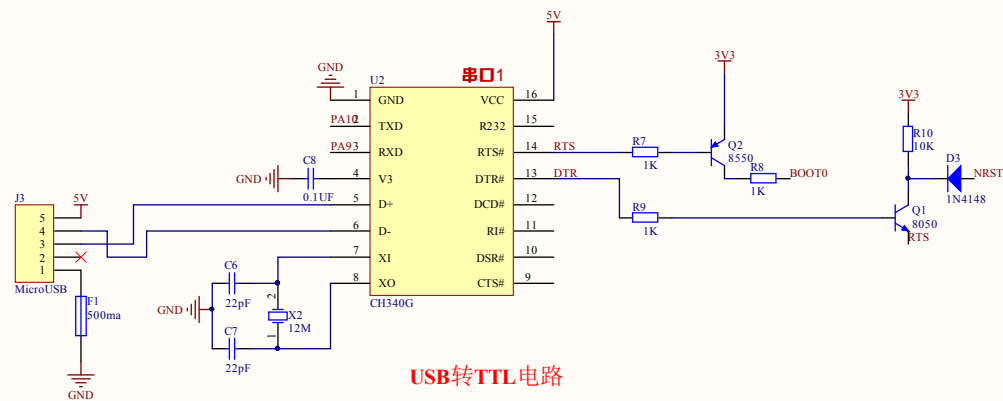 5V
串口1
GND
U2
1
GND
VCC
16
PA10
2
TXD
R232
15
PA9
3
RXD
RTS#
14
RTS
R7
1K
3V3
Q2
8550
R8
1K
BOOT0
3V3
R10
10K
D3
1N4148
NRST
GND
C8
0.1UF
4
V3
DTR#
13
DTR
R9
1K
Q1
8050
RTS
5
D+
DCD#
12
6
D-
RI#
11
7
XI
DSR#
10
8
XO
CTS#
9
CH340G
J3
5V
5
4
3
2
1
MicroUSB
F1
500ma
GND
GND
C6
22pF
C7
22pF
2
X2
12M
1
USB转TTL电路